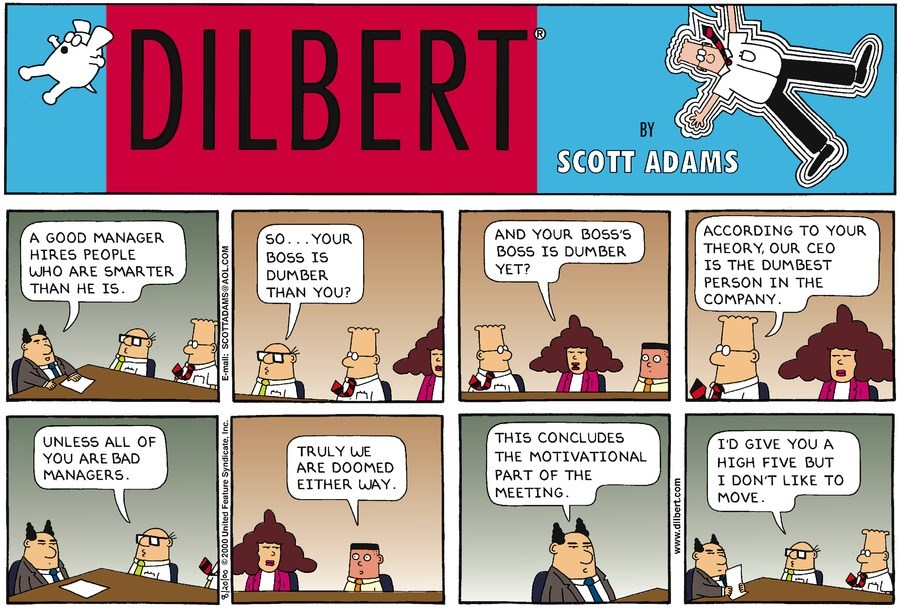 DILBERT®
BY
SCOTT ADAMS
A GOOD MANAGER
HIRES PEOPLE
WHO ARE SMARTER
THAN HE IS.
E-mail: SCOTTADAMS@AOL.COM
SO...YOUR
BOSS IS
DUMBER
THAN YOU?
AND YOUR BOSS'S
BOSS IS DUMBER
YET?
ACCORDING TO YOUR
THEORY, OUR CEO
IS THE DUMBEST
PERSON IN THE
COMPANY.
UNLESS ALL OF
YOU ARE BAD
MANAGERS.
8/20/00 © 2000 United Feature Syndicate, Inc.
TRULY WE
ARE DOOMED
EITHER WAY.
THIS CONCLUDES
THE MOTIVATIONAL
PART OF THE
MEETING.
www.dilbert.com
I'D GIVE YOU A
HIGH FIVE BUT
I DON'T LIKE TO
MOVE.